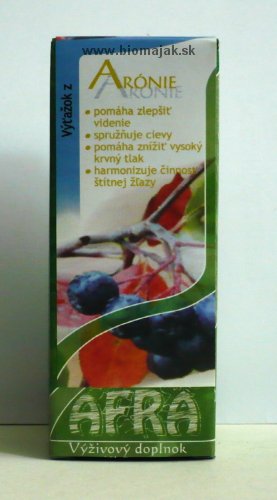 www.biomajak.sk
Výťažok z
ARÓNIE
• pomáha zlepšiť
videnie
• spružňuje cievy
• pomáha znížiť vysoký
krvný tlak
• harmonizuje činnosť
štítnej žľazy
AFRA
Výživový doplnok